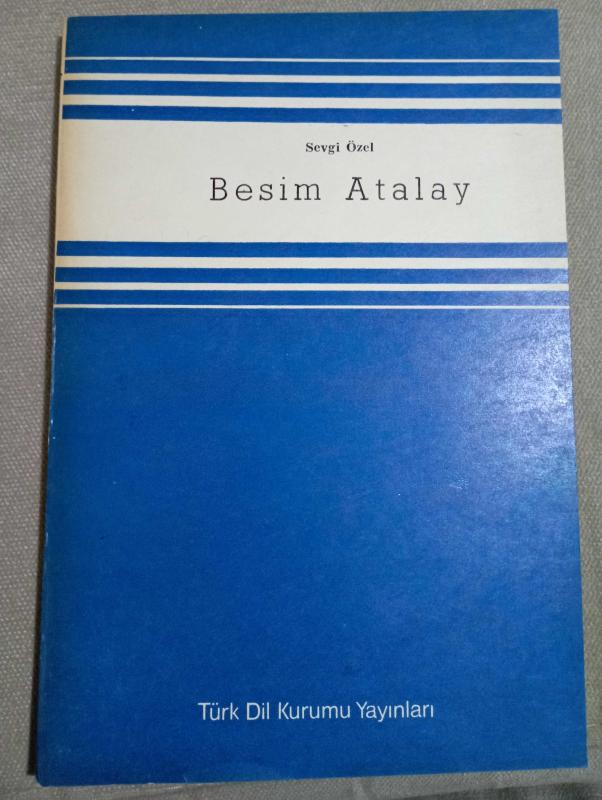 Sevgi Özel
Besim Atalay
Türk Dil Kurumu Yayınları